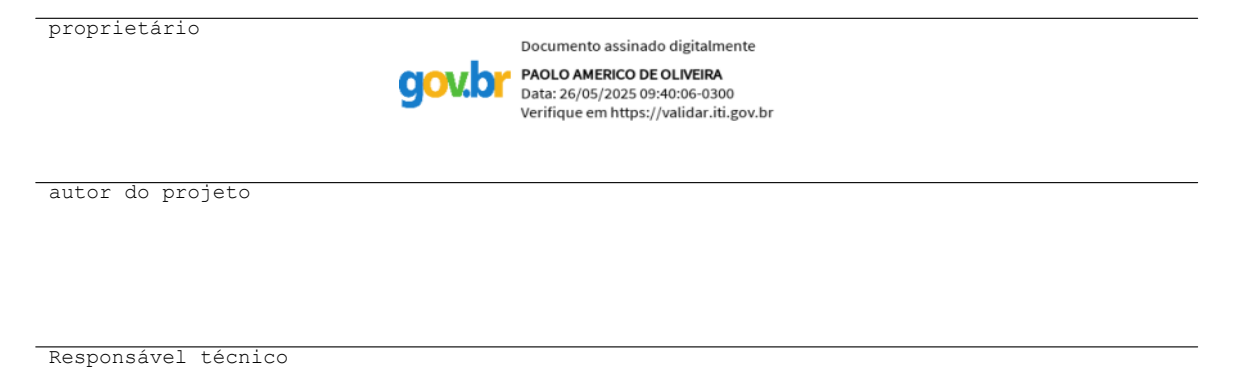 proprietário
Documento assinado digitalmente
gov.br
PAOLO AMERICO DE OLIVEIRA
Data: 26/05/2025 09:40:06-0300
Verifique em https://validar.iti.gov.br
autor do projeto
Responsável técnico